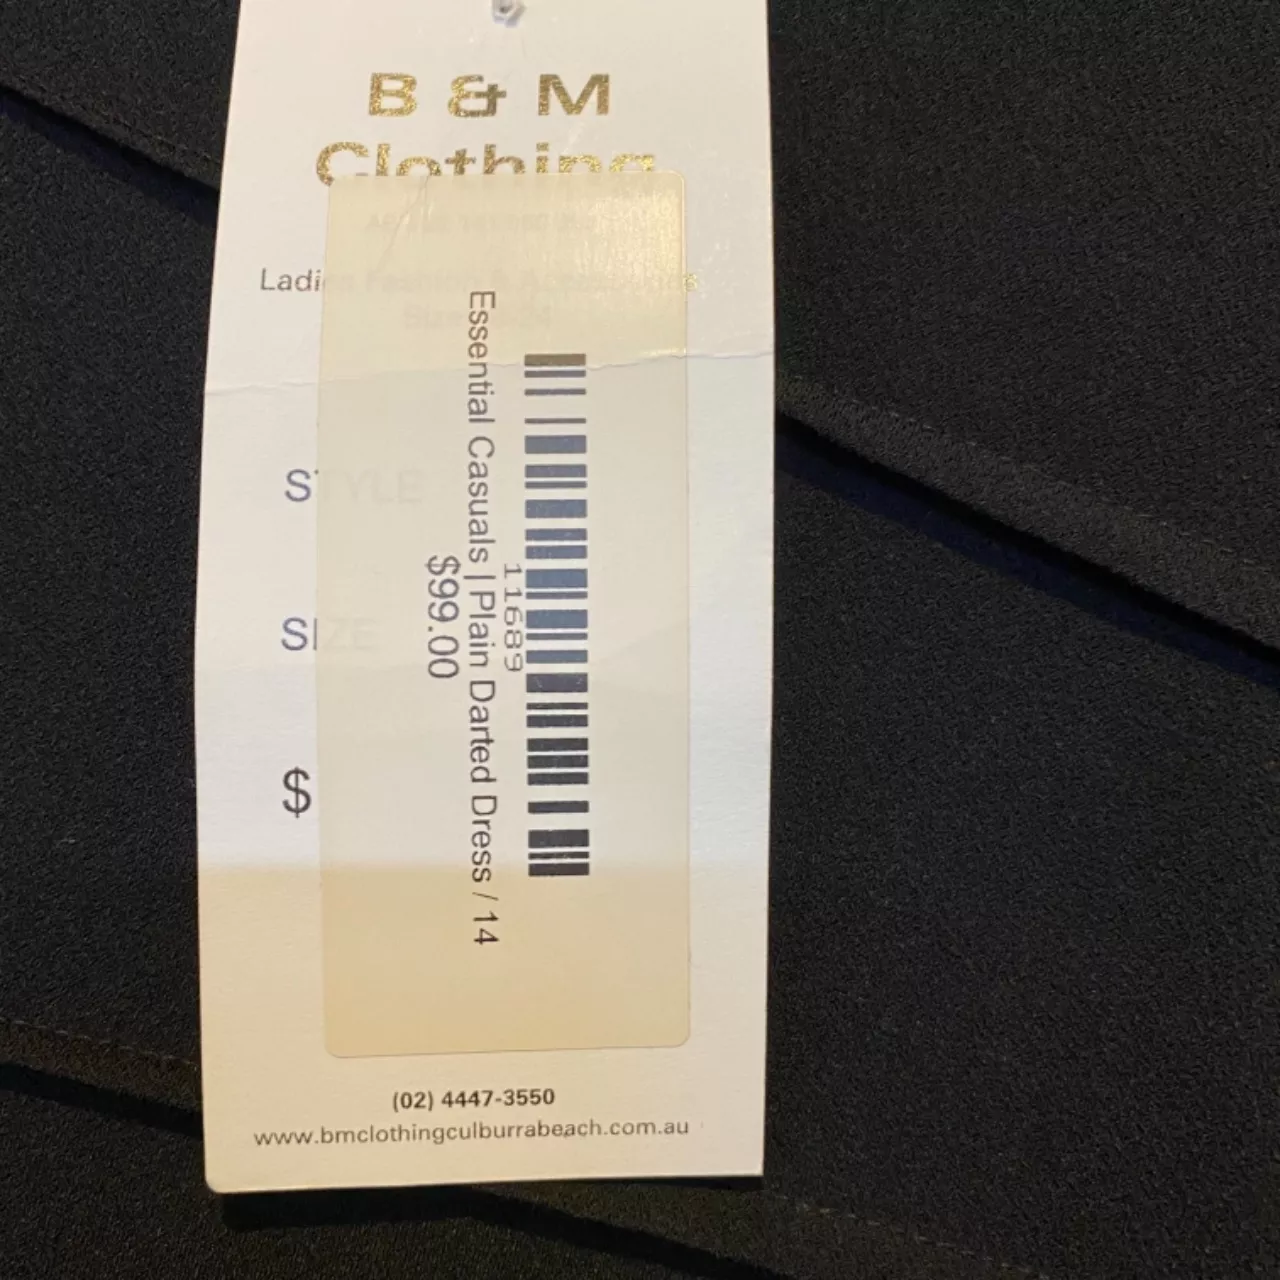 B & M
Clothing
Ladies Fashion & Accessories
STYLE
SIZE
$
11689
Essential Casuals | Plain Darted Dress / 14
$99.00
(02) 4447-3550
www.bmclothingculburrabeach.com.au